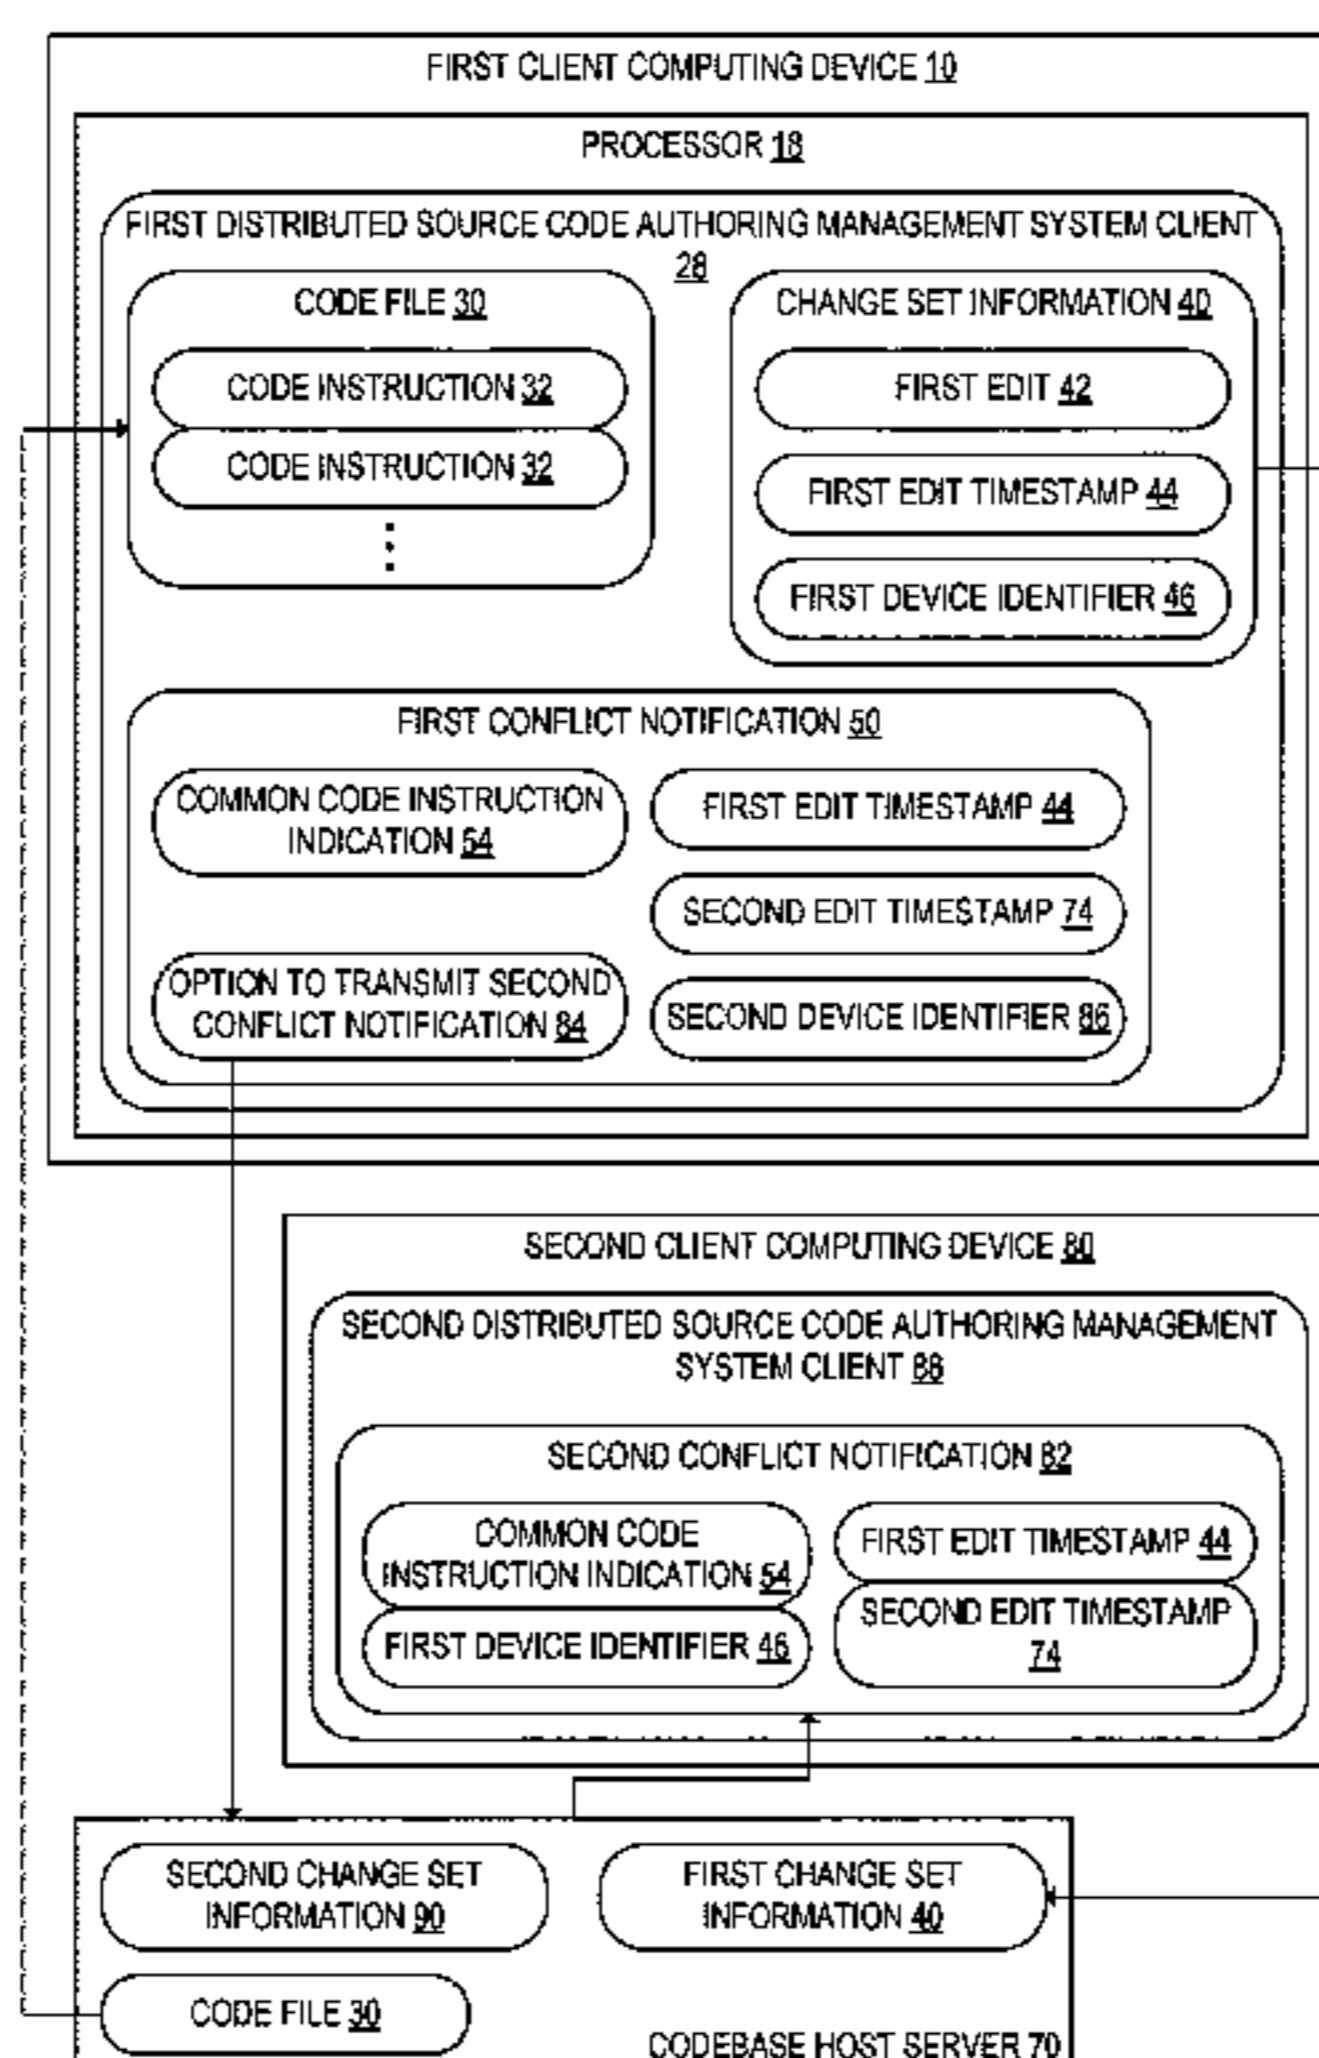 FIRST CLIENT COMPUTING DEVICE 10
PROCESSOR 18
FIRST DISTRIBUTED SOURCE CODE AUTHORING MANAGEMENT SYSTEM CLIENT
28
CODE FILE 30
CODE INSTRUCTION 32
CODE INSTRUCTION 32
CHANGE SET INFORMATION 40
FIRST EDIT 42
FIRST EDIT TIMESTAMP 44
FIRST DEVICE IDENTIFIER 46
FIRST CONFLICT NOTIFICATION 50
COMMON CODE INSTRUCTION
INDICATION 54
OPTION TO TRANSMIT SECOND
CONFLICT NOTIFICATION 84
FIRST EDIT TIMESTAMP 44
SECOND EDIT TIMESTAMP 74
SECOND DEVICE IDENTIFIER 86
SECOND CLIENT COMPUTING DEVICE 80
SECOND DISTRIBUTED SOURCE CODE AUTHORING MANAGEMENT
SYSTEM CLIENT 88
SECOND CONFLICT NOTIFICATION 82
COMMON CODE
INSTRUCTION INDICATION 54
FIRST DEVICE IDENTIFIER 46
FIRST EDIT TIMESTAMP 44
SECOND EDIT TIMESTAMP
74
SECOND CHANGE SET
INFORMATION 90
FIRST CHANGE SET
INFORMATION 40
CODE FILE 30
CODEBASE HOST SERVER 70